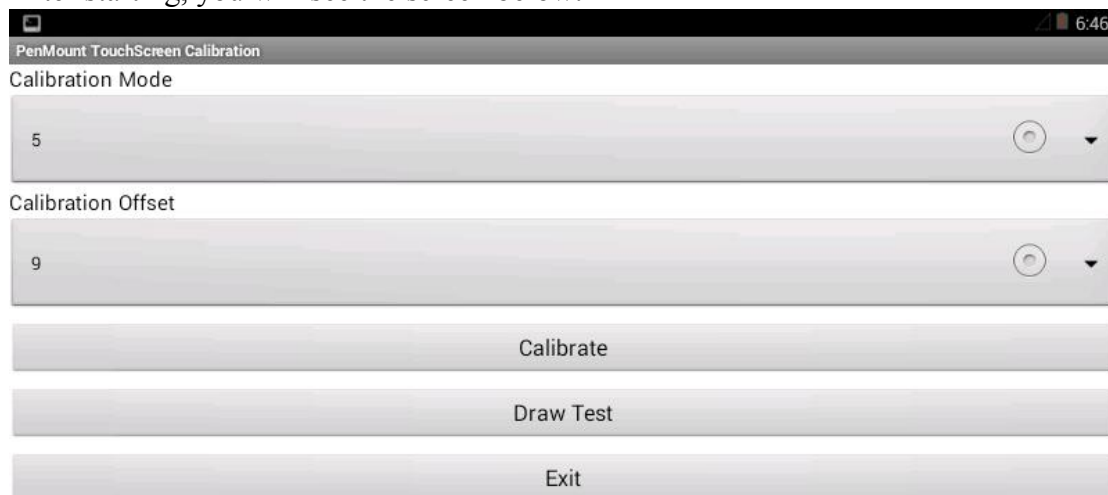 6:46
PenMount TouchScreen Calibration
Calibration Mode
5
Calibration Offset
9
Calibrate
Draw Test
Exit